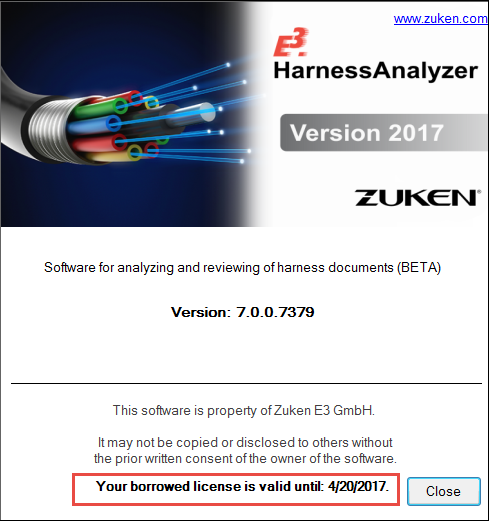 www.zuken.com
E³
HarnessAnalyzer
Version 2017
ZUKEN®
Software for analyzing and reviewing of harness documents (BETA)
Version: 7.0.0.7379
This software is property of Zuken E3 GmbH.
It may not be copied or disclosed to others without
the prior written consent of the owner of the software.
Your borrowed license is valid until: 4/20/2017.
Close